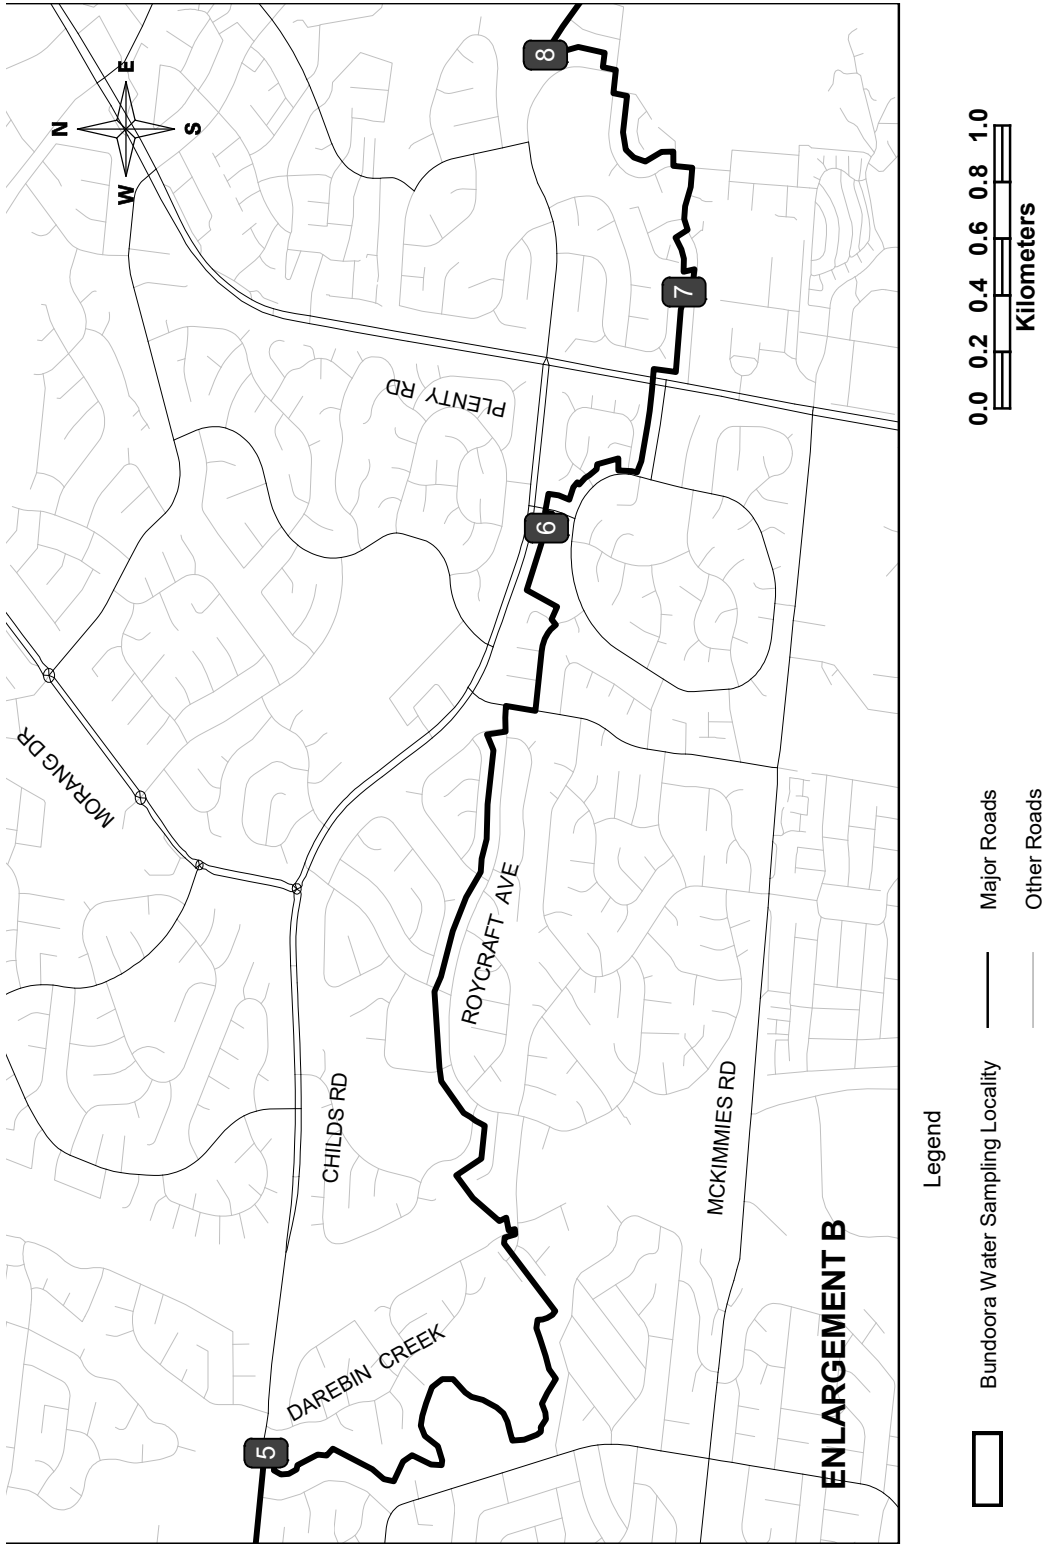 N
W E
S
MORANG DR
PLENTY RD
CHILDS RD
ROYCRAFT AVE
MCKIMMIES RD
DAREBIN CREEK
5
6
7
8
ENLARGEMENT B
Legend
Bundoora Water Sampling Locality
Major Roads
Other Roads
0.0 0.2 0.4 0.6 0.8 1.0
Kilometers